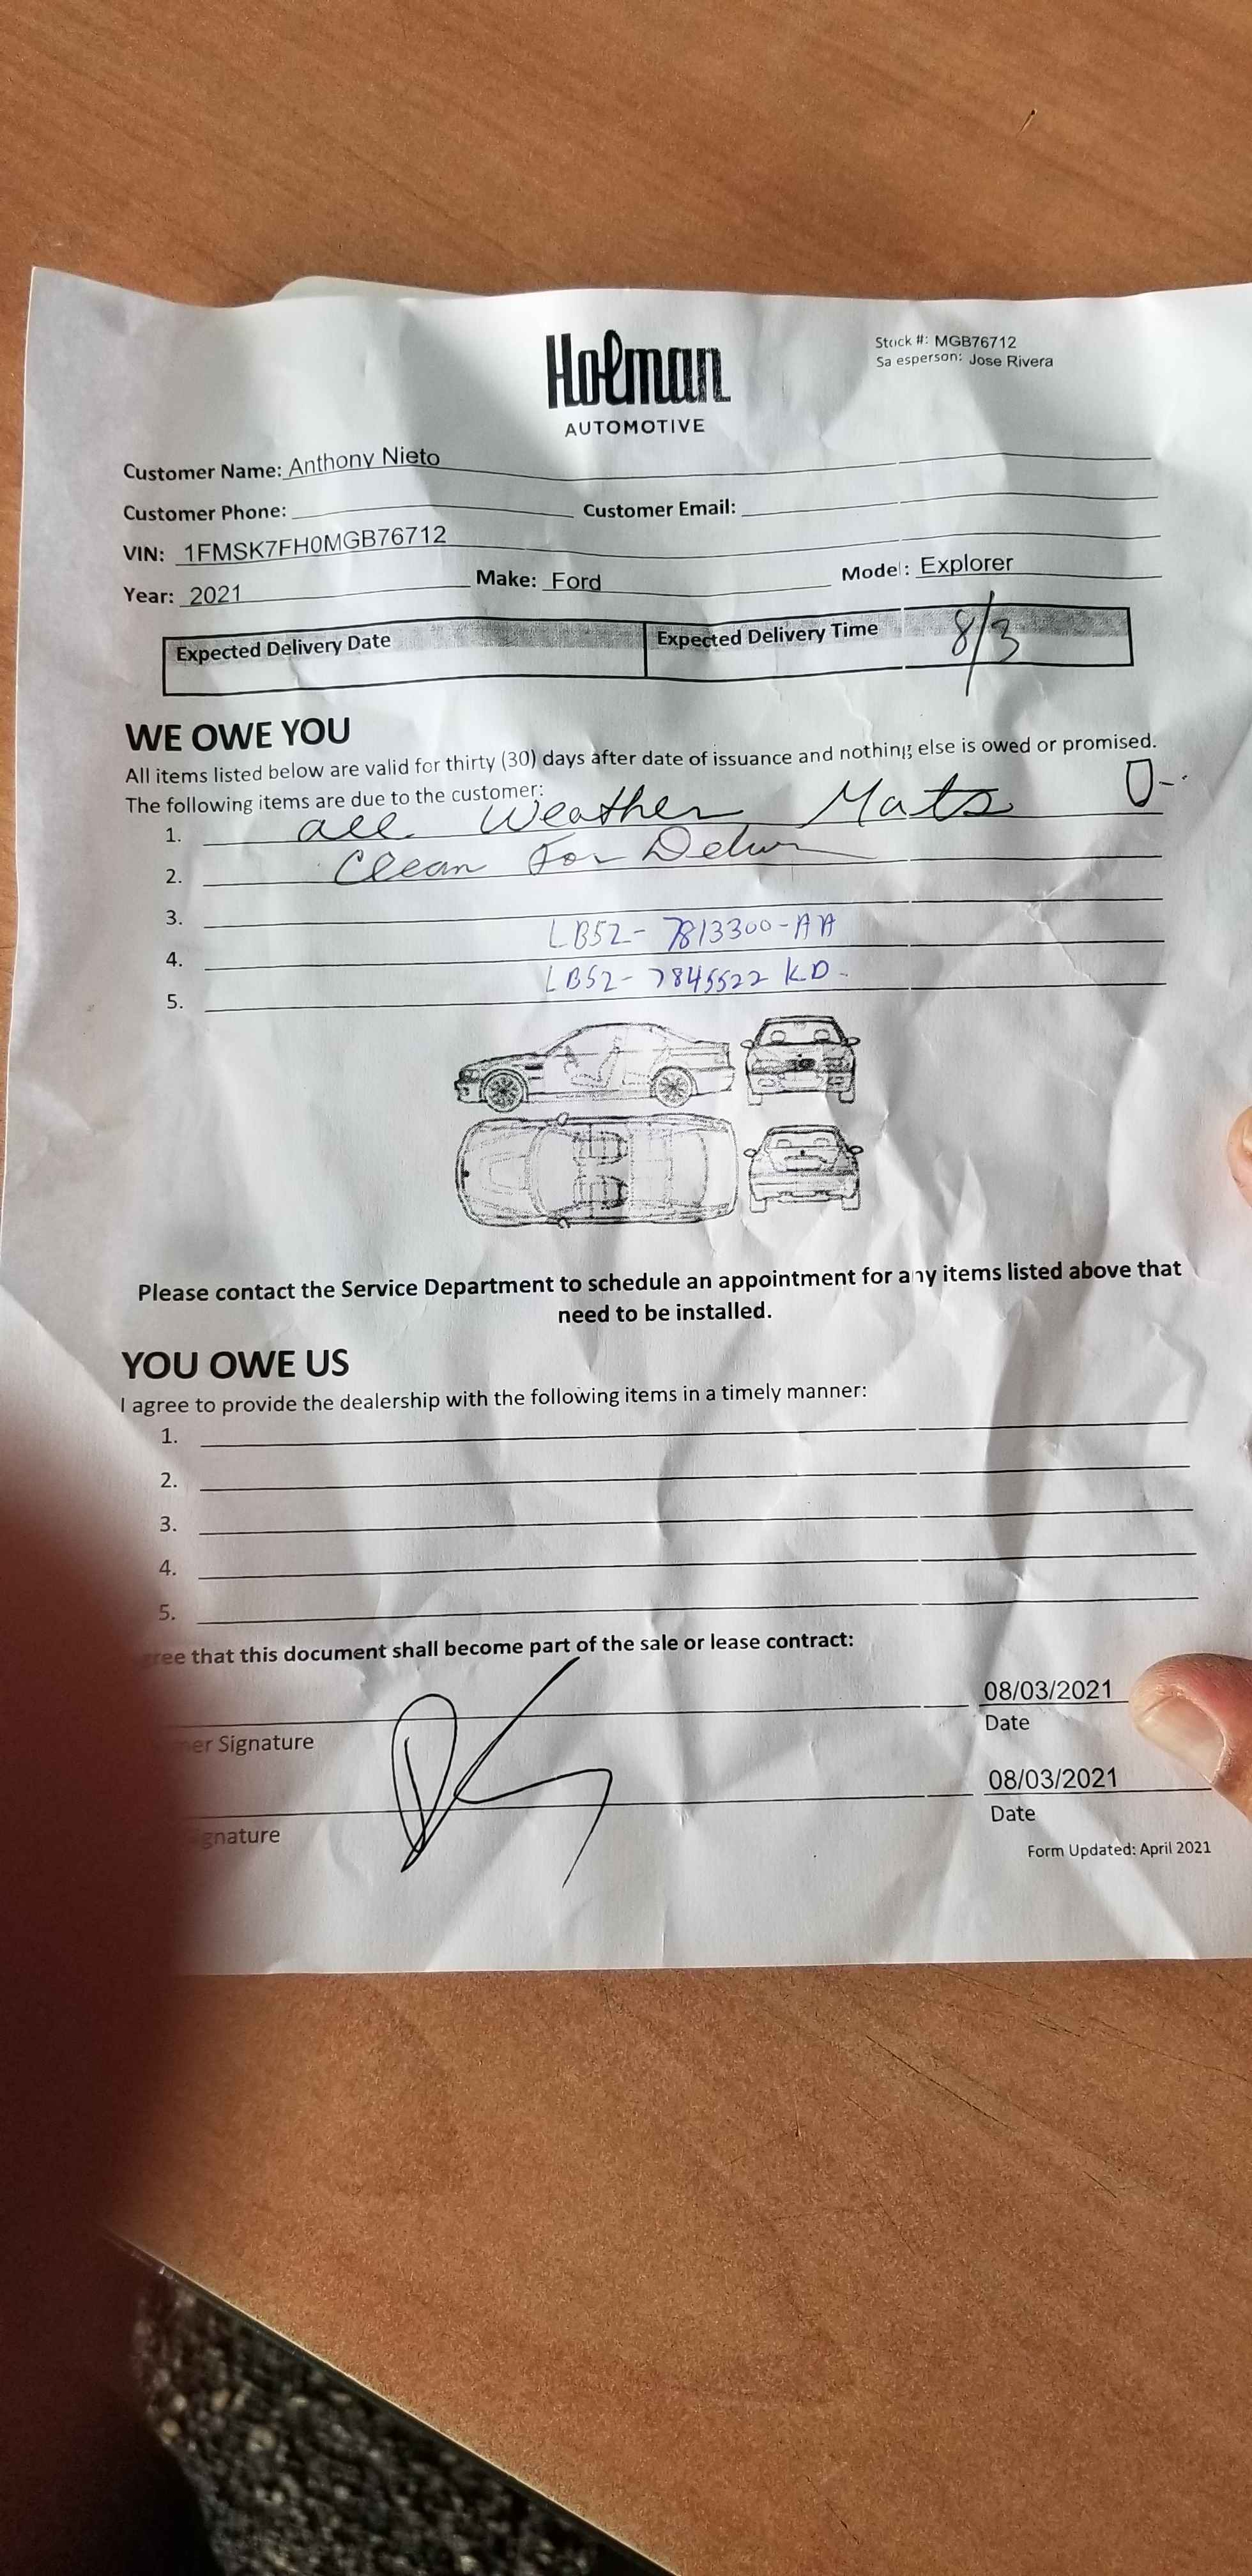 Holman
AUTOMOTIVE
Stock #: MGB76712
Sa esperson: Jose Rivera
Customer Name: Anthony Nieto
Customer Phone: Customer Email:
VIN: 1FMSK7FH0MGB76712
Year: 2021 Make: Ford Model: Explorer
Expected Delivery Date Expected Delivery Time 8/3
WE OWE YOU
All items listed below are valid for thirty (30) days after date of issuance and nothing else is owed or promised.
The following items are due to the customer:
1. all Weather Mats
2. Clean For
3. LB52-7813300-AA
4. LB52-7845522 KD-
5.
Please contact the Service Department to schedule an appointment for any items listed above that
need to be installed.
YOU OWE US
I agree to provide the dealership with the following items in a timely manner:
1.
2.
3.
4.
5.
ree that this document shall become part of the sale or lease contract:
08/03/2021
er Signature Date
08/03/2021
gnature Date
Form Updated: April 2021